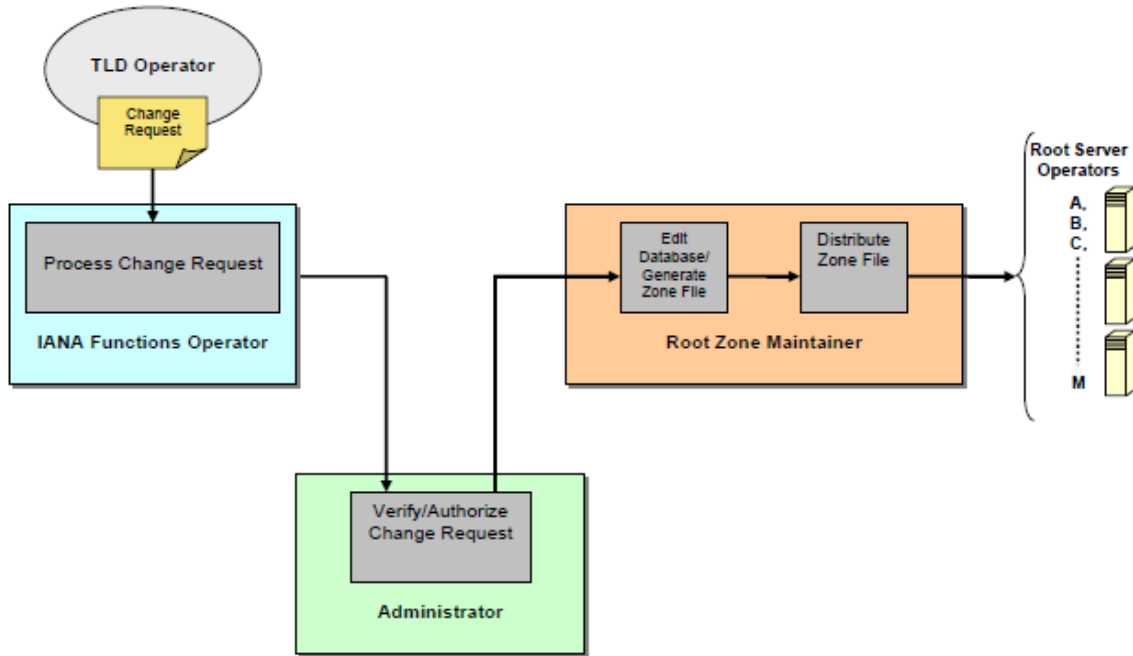 TLD Operator
Change
Request
Process Change Request
IANA Functions Operator
Verify/Authorize
Change Request
Administrator
Edit
Database/
Generate
Zone File
Distribute
Zone File
Root Zone Maintainer
Root Server
Operators
A,
B,
C,
M